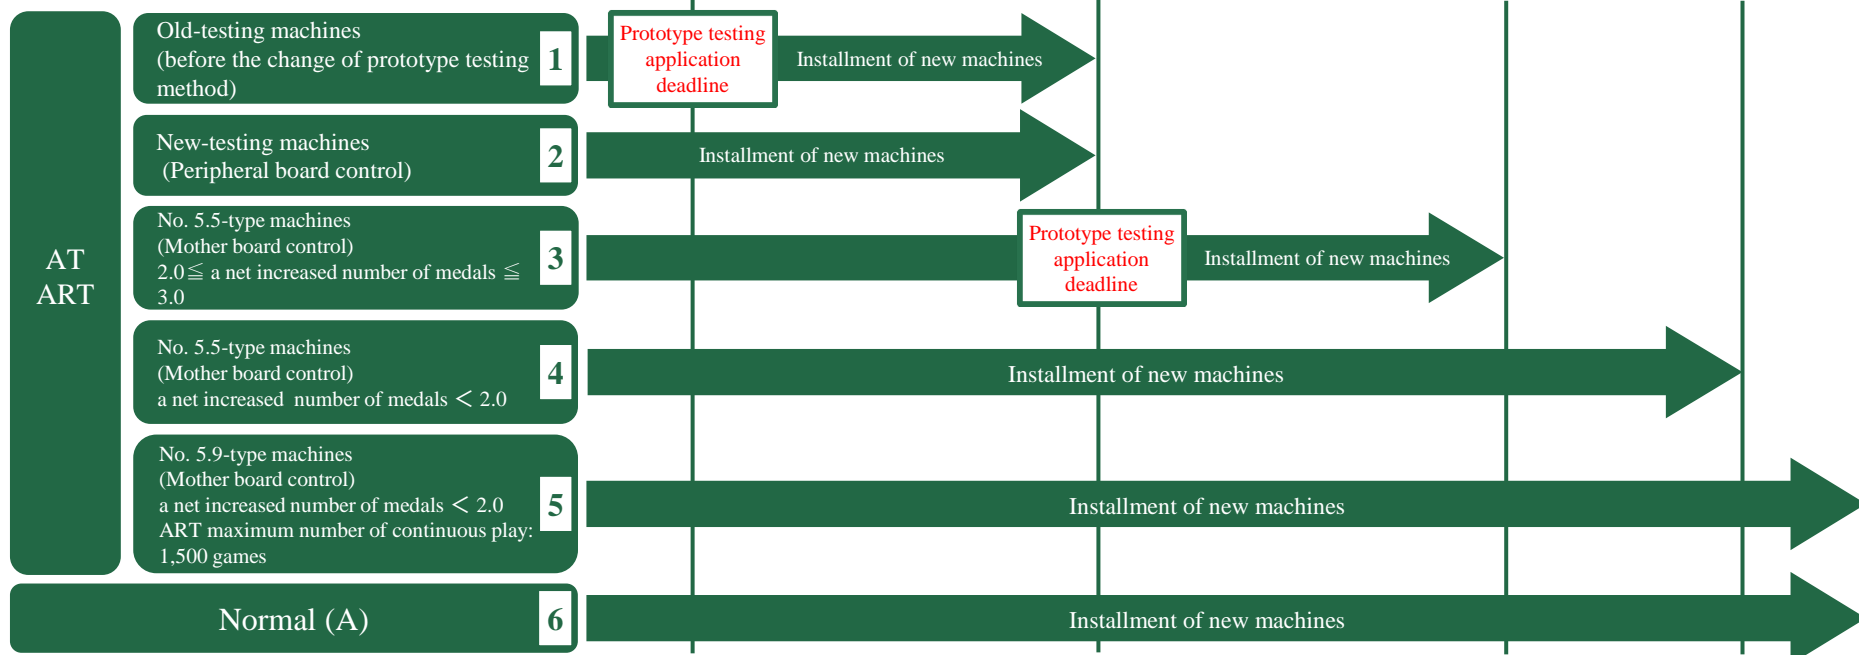 AT
ART
Old-testing machines
(before the change of prototype testing
method)
1
Prototype testing
application
deadline
Installment of new machines
New-testing machines
(Peripheral board control)
2
Installment of new machines
No. 5.5-type machines
(Mother board control)
2.0≦ a net increased number of medals ≦
3.0
3
Prototype testing
application
deadline
Installment of new machines
No. 5.5-type machines
(Mother board control)
a net increased number of medals < 2.0
4
Installment of new machines
No. 5.9-type machines
(Mother board control)
a net increased number of medals < 2.0
ART maximum number of continuous play:
1,500 games
5
Installment of new machines
Normal (A)
6
Installment of new machines